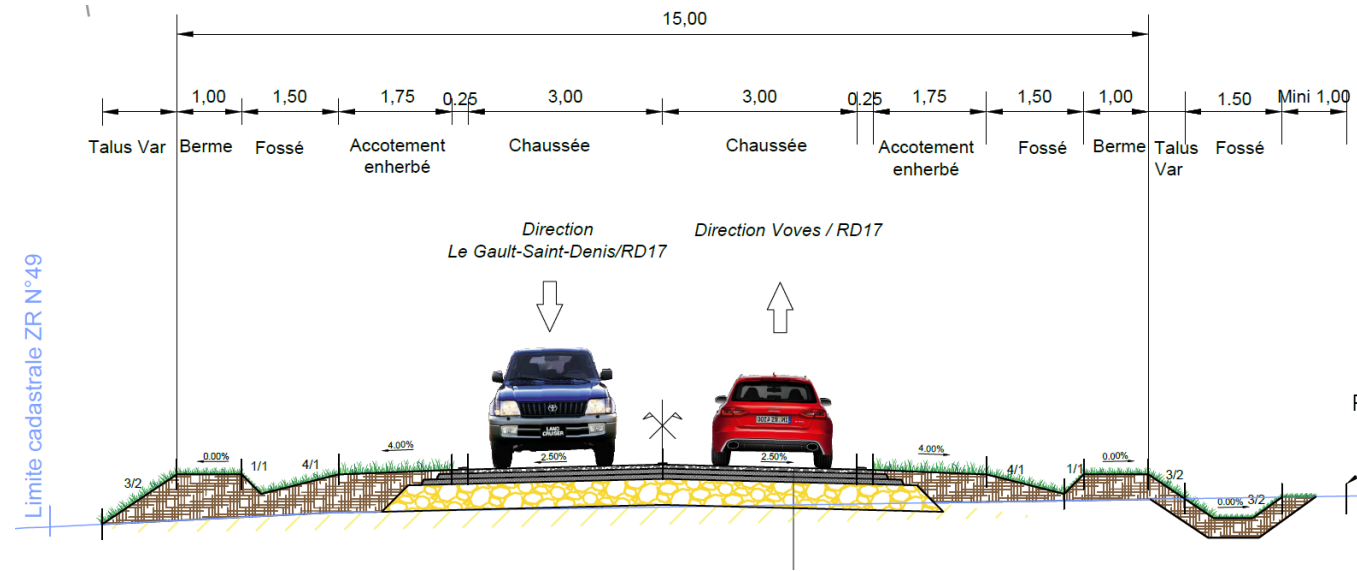 15,00
1,00
1,50
1,75
0.25
3,00
3,00
0.25
1,75
1,50
1,00
1.50
Mini 1,00
Talus Var
Berme
Fossé
Accotement
enherbé
Chaussée
Chaussée
Accotement
enherbé
Fossé
Berme
Talus
Var
Fossé
Direction
Le Gault-Saint-Denis/RD17
Direction Voves / RD17
Limite cadastrale ZR N°49
TOYOTA
LAND
CRUISER
3/2
0.00%
1/1
4/1
4.00%
2.50%
2.50%
4.00%
4/1
1/1
0.00%
3/2
0.00%
3/2